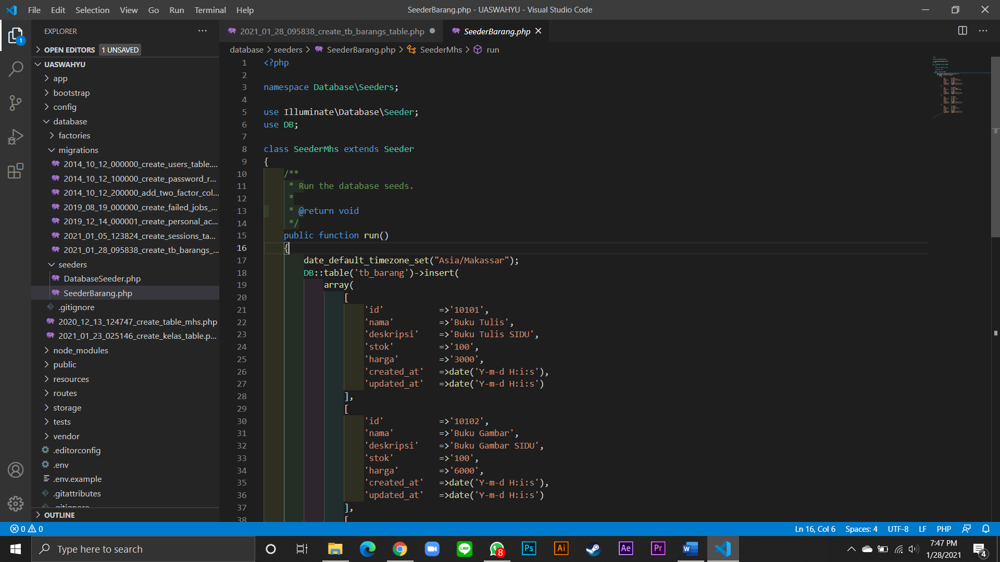 File Edit Selection View Go Run Terminal Help
SeederBarang.php - UASWAHYU - Visual Studio Code
EXPLORER
OPEN EDITORS 1 UNSAVED
UASWAHYU
app
bootstrap
config
database
factories
migrations
2014_10_12_000000_create_users_table....
2014_10_12_100000_create_password_r...
2014_10_12_200000_add_two_factor_col...
2019_08_19_000000_create_failed_jobs_...
2019_12_14_000001_create_personal_ac...
2021_01_05_123824_create_sessions_ta...
2021_01_28_095838_create_tb_barangs_...
seeders
DatabaseSeeder.php
SeederBarang.php
.gitignore
2020_12_13_124747_create_table_mhs.php
2021_01_23_025146_create_kelas_table.p...
node_modules
public
resources
routes
storage
tests
vendor
.editorconfig
.env
.env.example
.gitattributes
.gitignore
OUTLINE
1
2021_01_28_095838_create_tb_barangs_table.php
SeederBarang.php
database > seeders > SeederBarang.php > SeederMhs > run
1 <?php
2
3 namespace Database\Seeders;
4
5 use Illuminate\Database\Seeder;
6 use DB;
7
8 class SeederMhs extends Seeder
9 {
10 /**
11 * Run the database seeds.
12 *
13 * @return void
14 */
15 public function run()
16 {
17 date_default_timezone_set("Asia/Makassar");
18 DB::table('tb_barang')->insert(
19 array(
20 [
21 'id' =>'10101',
22 'nama' =>'Buku Tulis',
23 'deskripsi' =>'Buku Tulis SIDU',
24 'stok' =>'100',
25 'harga' =>'3000',
26 'created_at' =>date('Y-m-d H:i:s'),
27 'updated_at' =>date('Y-m-d H:i:s')
28 ],
29 [
30 'id' =>'10102',
31 'nama' =>'Buku Gambar',
32 'deskripsi' =>'Buku Gambar SIDU',
33 'stok' =>'100',
34 'harga' =>'6000',
35 'created_at' =>date('Y-m-d H:i:s'),
36 'updated_at' =>date('Y-m-d H:i:s')
37 ],
38 [
0 0
Ln 16, Col 6 Spaces: 4 UTF-8 LF PHP
Type here to search
LINE
8
Ps
Ai
Ae
Pr
W
7:47 PM
1/28/2021
4